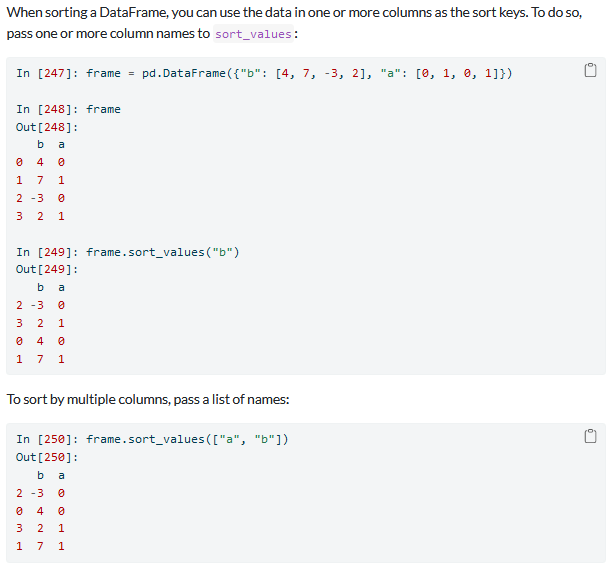 When sorting a DataFrame, you can use the data in one or more columns as the sort keys. To do so,
pass one or more column names to sort_values:
In [247]: frame = pd.DataFrame({"b": [4, 7, -3, 2], "a": [0, 1, 0, 1]})

In [248]: frame
Out[248]:
   b  a
0  4  0
1  7  1
2 -3  0
3  2  1

In [249]: frame.sort_values("b")
Out[249]:
   b  a
2 -3  0
3  2  1
0  4  0
1  7  1
To sort by multiple columns, pass a list of names:
In [250]: frame.sort_values(["a", "b"])
Out[250]:
   b  a
2 -3  0
0  4  0
3  2  1
1  7  1